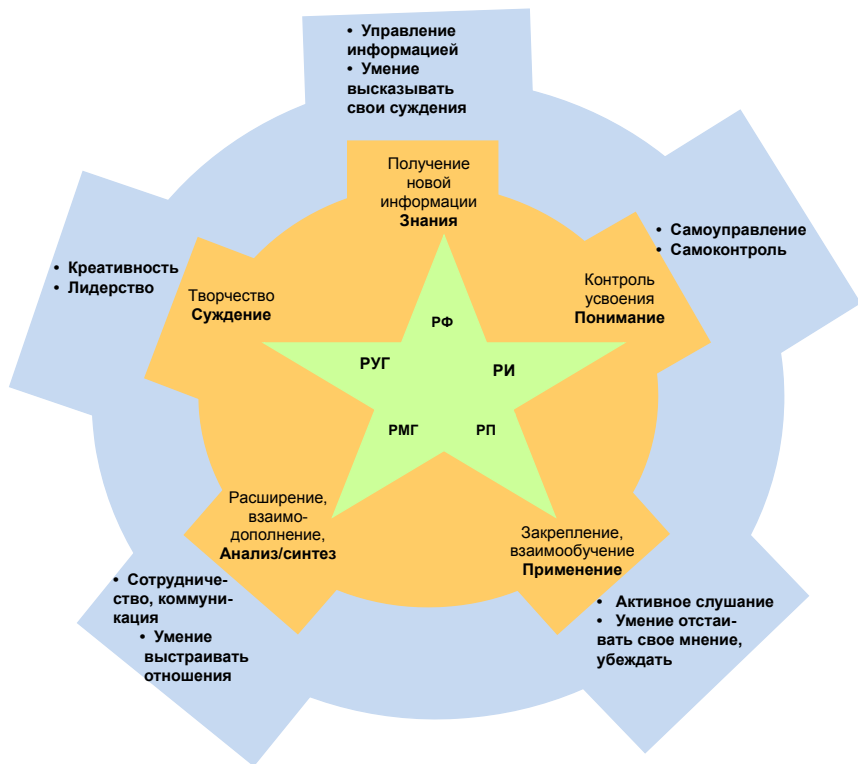 • Управление
информацией
• Умение
высказывать
свои суждения
Получение
новой
информации
Знания
• Самоуправление
• Самоконтроль
• Креативность
• Лидерство
Творчество
Суждение
Контроль
усвоения
Понимание
РФ
РУГ
РИ
РМГ
РП
Расширение,
взаимо-
дополнение,
Анализ/синтез
Закрепление,
взаимообучение
Применение
• Сотрудниче-
ство, коммуни-
кация
• Умение
выстраивать
отношения
• Активное слушание
• Умение отстаи-
вать свое мнение,
убеждать